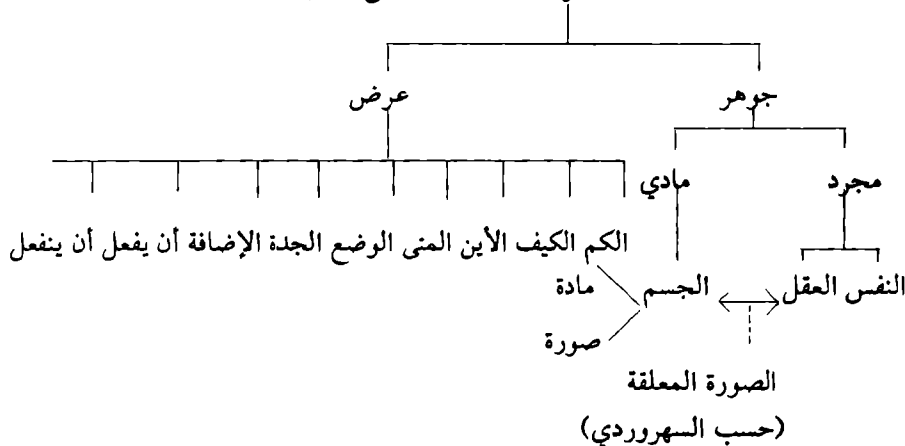 جوهر
عرض
مجرد
مادي
الكم الكيف الأين المتى الوضع الجدة الإضافة أن يفعل أن ينفعل
النفس العقل
الجسم
مادة
صورة
الصورة المعلقة
(حسب السهروردي)